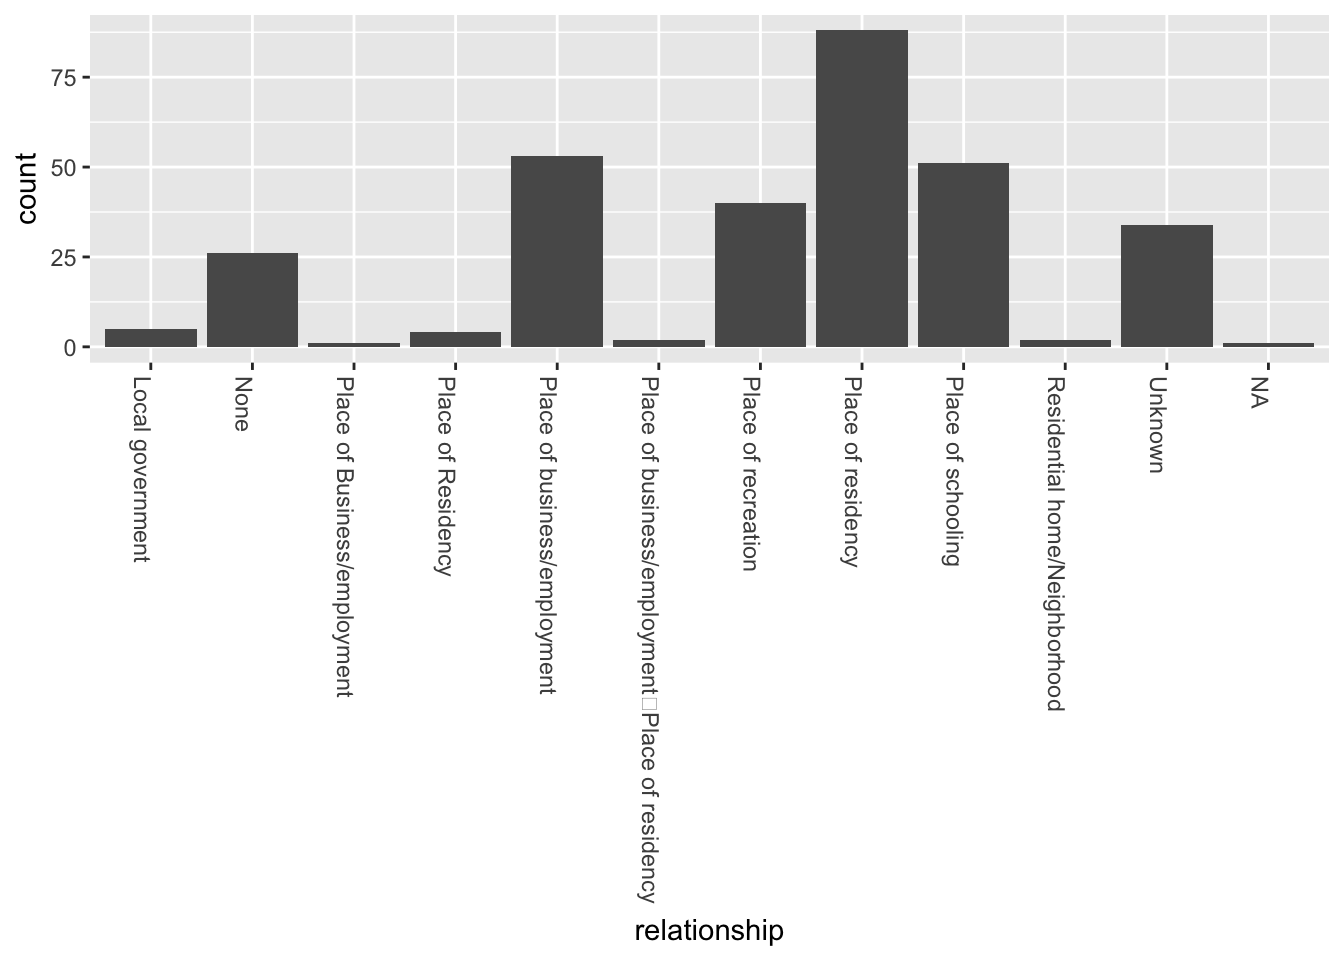 count
75
50
25
0
Local government
None
Place of Business/employment
Place of Residency
Place of business/employment
Place of business/employment□Place of residency
Place of recreation
Place of residency
Place of schooling
Residential home/Neighborhood
Unknown
NA
relationship